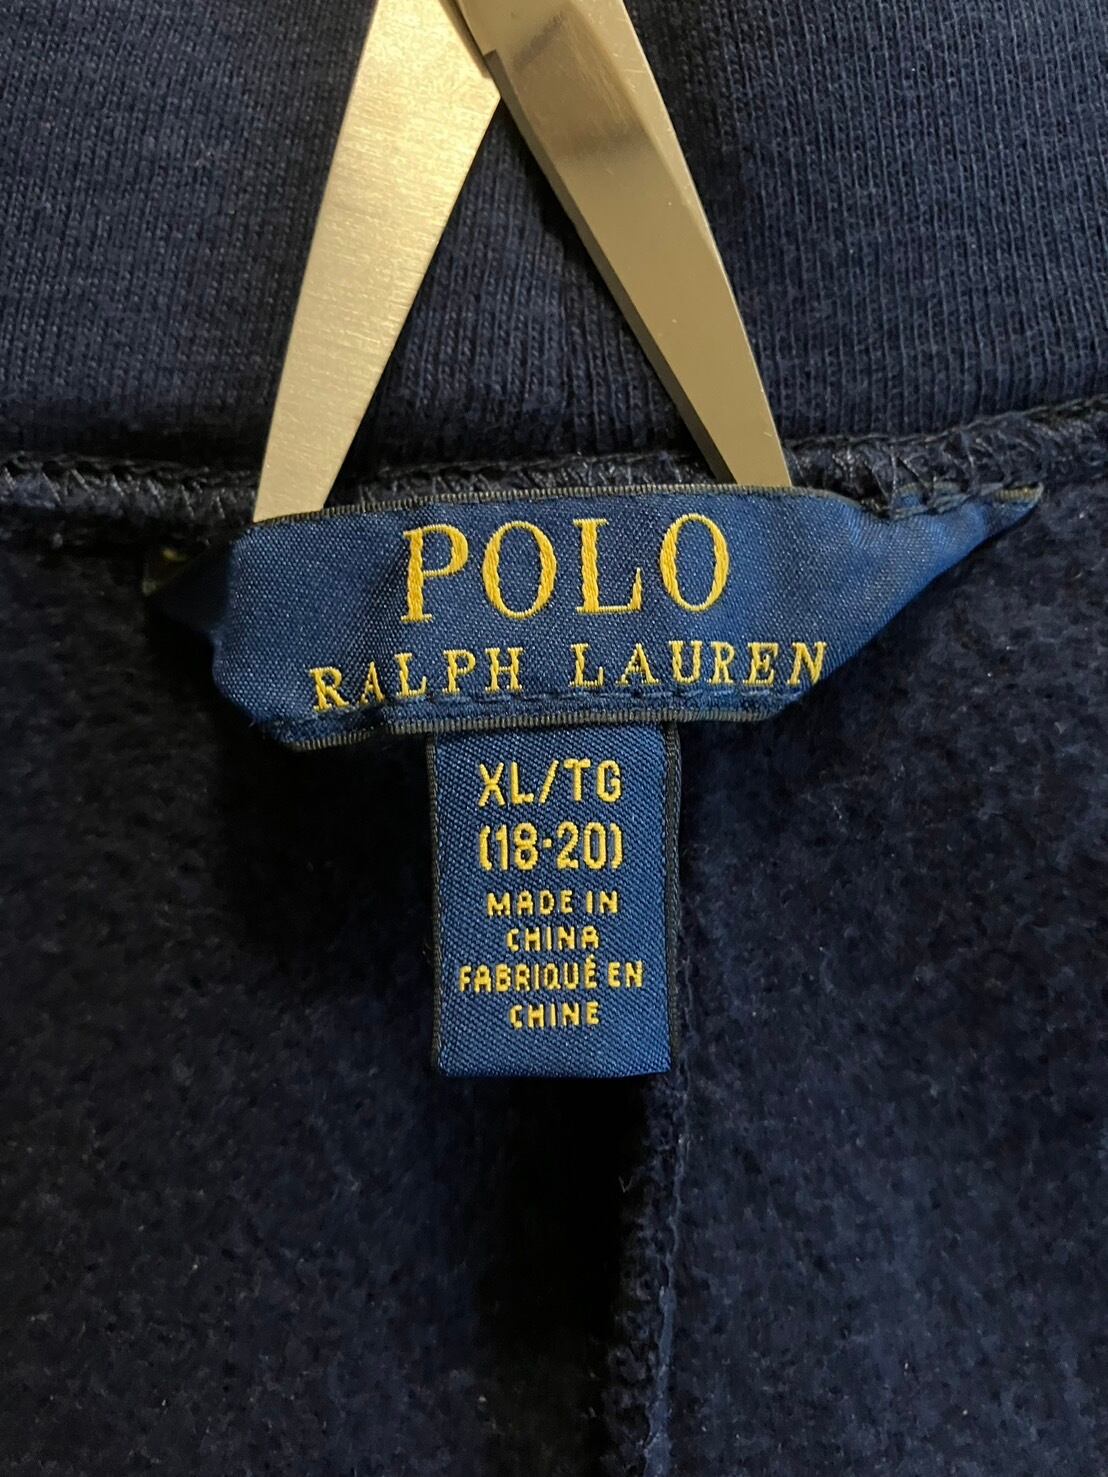 POLO
RALPH LAUREN
XL/TG
(18-20)
MADE IN
CHINA
FABRIQUÉ EN
CHINE